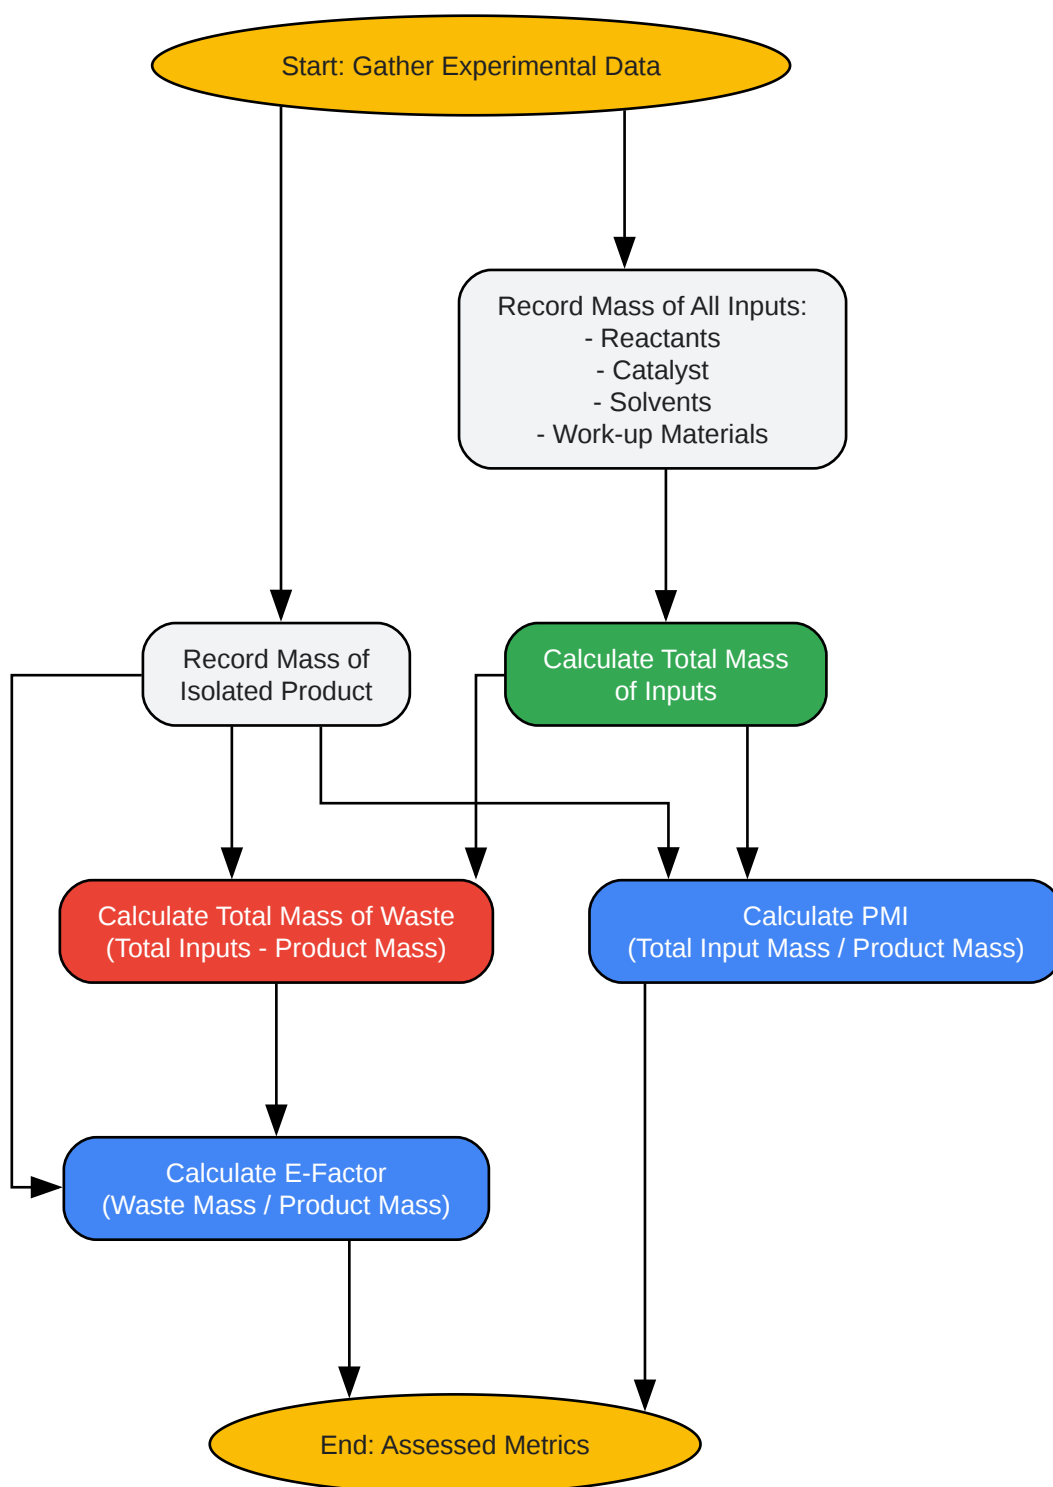 Start: Gather Experimental Data
Record Mass of All Inputs:
- Reactants
- Catalyst
- Solvents
- Work-up Materials
Record Mass of
Isolated Product
Calculate Total Mass
of Inputs
Calculate Total Mass of Waste
(Total Inputs - Product Mass)
Calculate PMI
(Total Input Mass / Product Mass)
Calculate E-Factor
(Waste Mass / Product Mass)
End: Assessed Metrics